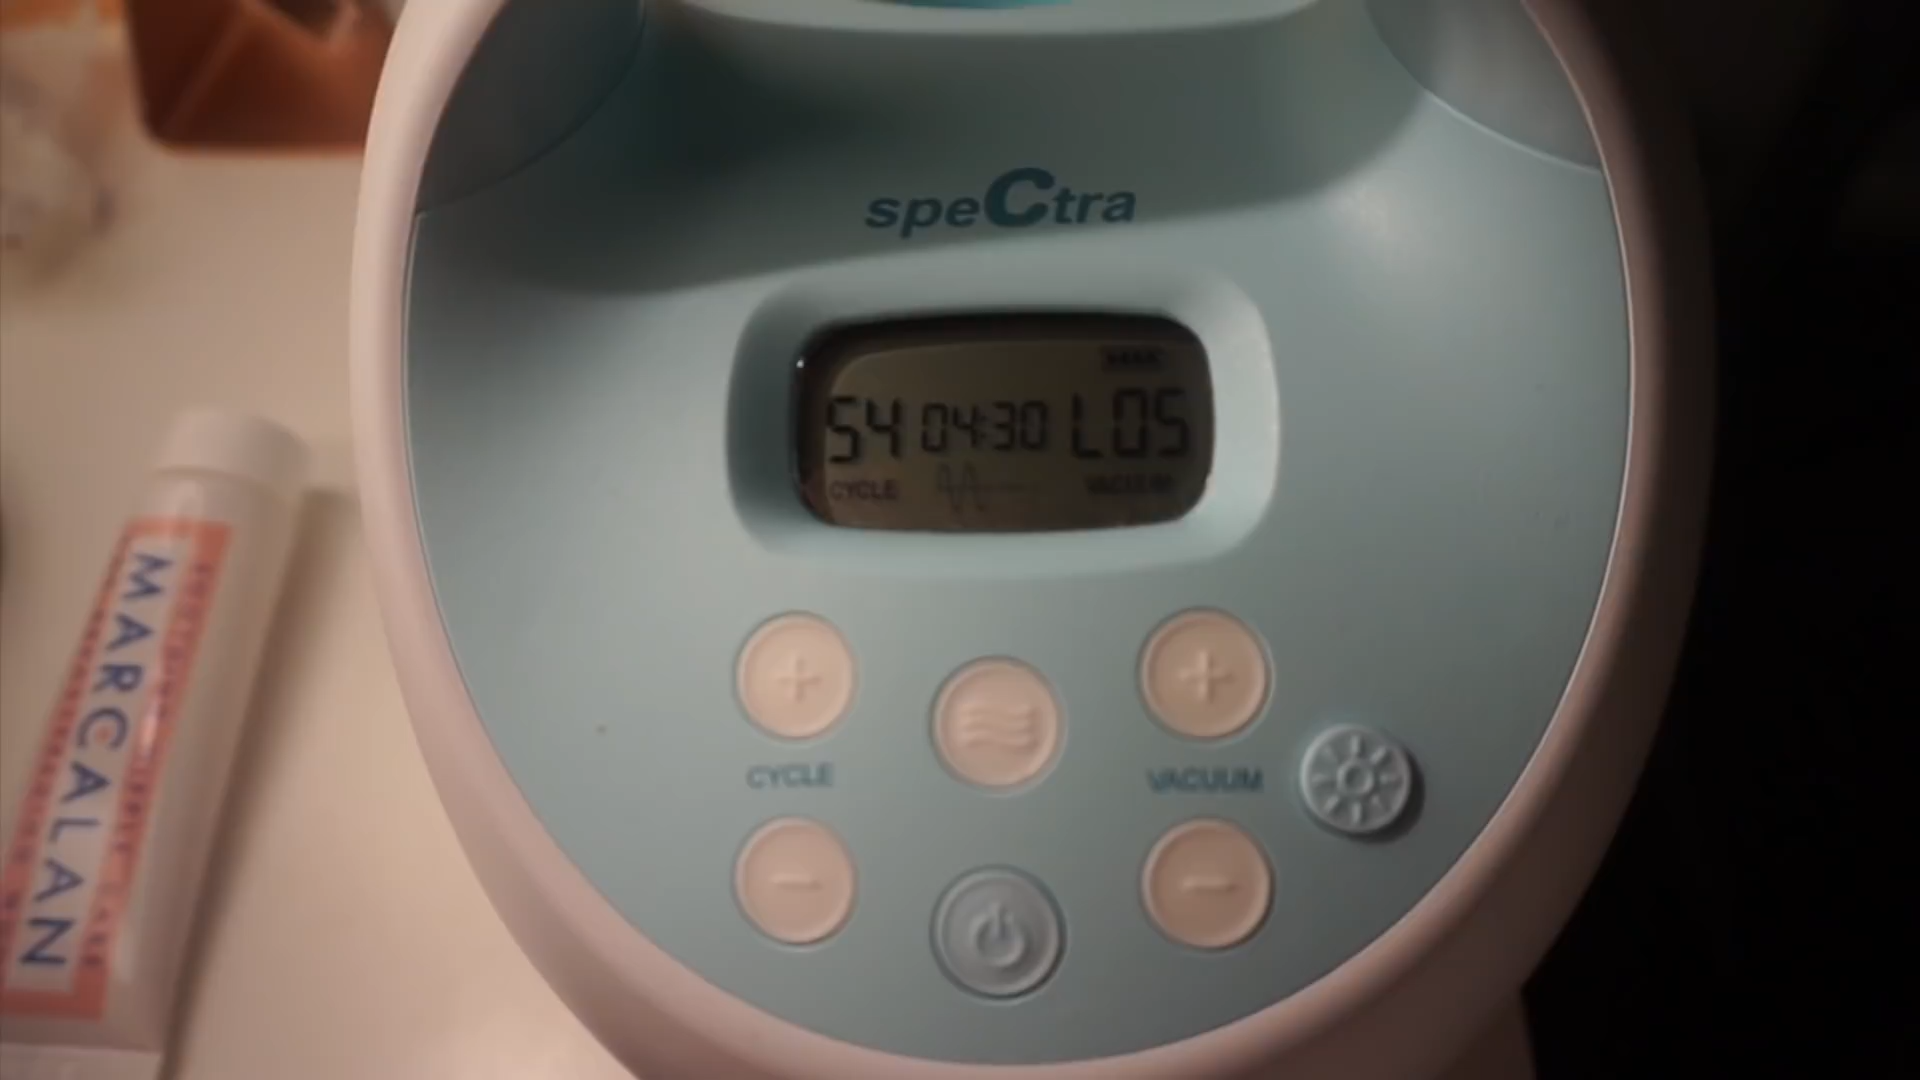 speCtra
54 04:30 L05
CYCLE VACUUM
CYCLE VACUUM
MARCALAN